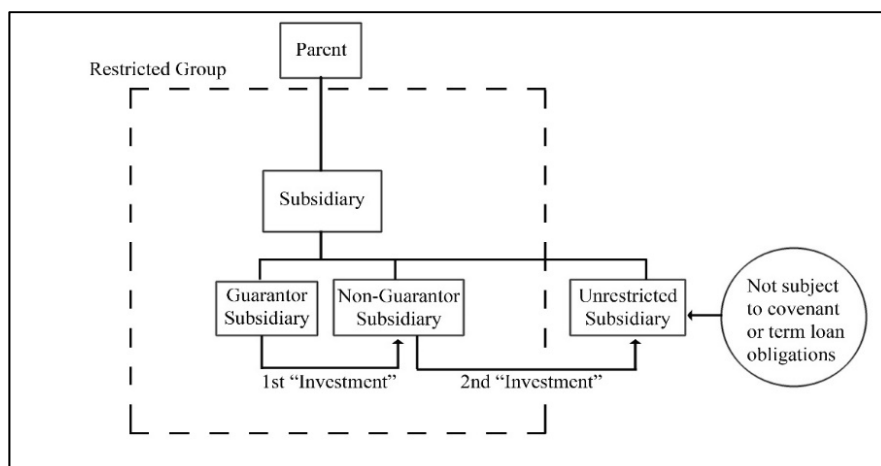 Parent
Restricted Group
Subsidiary
Guarantor
Subsidiary
Non-Guarantor
Subsidiary
Unrestricted
Subsidiary
Not subject
to covenant
or term loan
obligations
1st “Investment”
2nd “Investment”